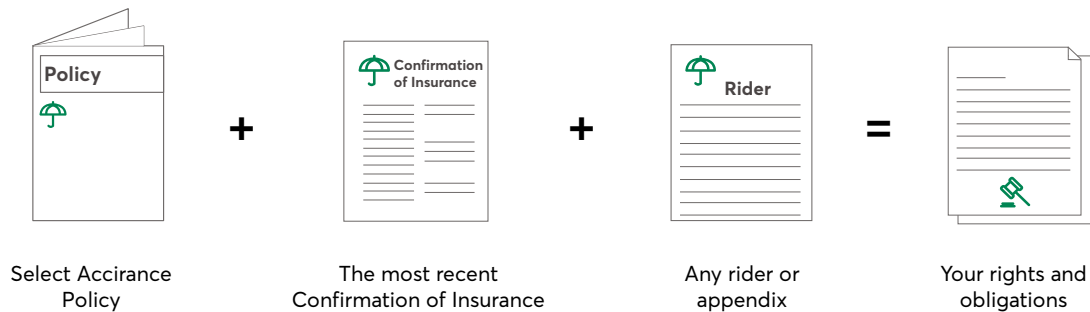 Policy
Confirmation
of Insurance
Rider
+
+
=
Select Accirance
Policy
The most recent
Confirmation of Insurance
Any rider or
appendix
Your rights and
obligations